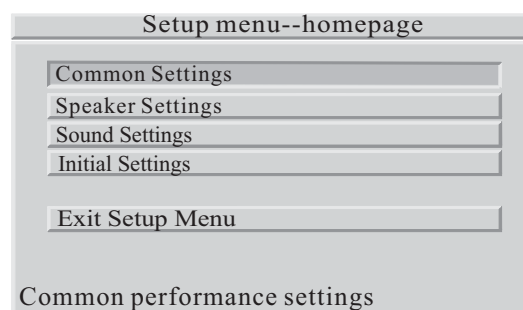 Setup menu--homepage
Common Settings
Speaker Settings
Sound Settings
Initial Settings
Exit Setup Menu
Common performance settings